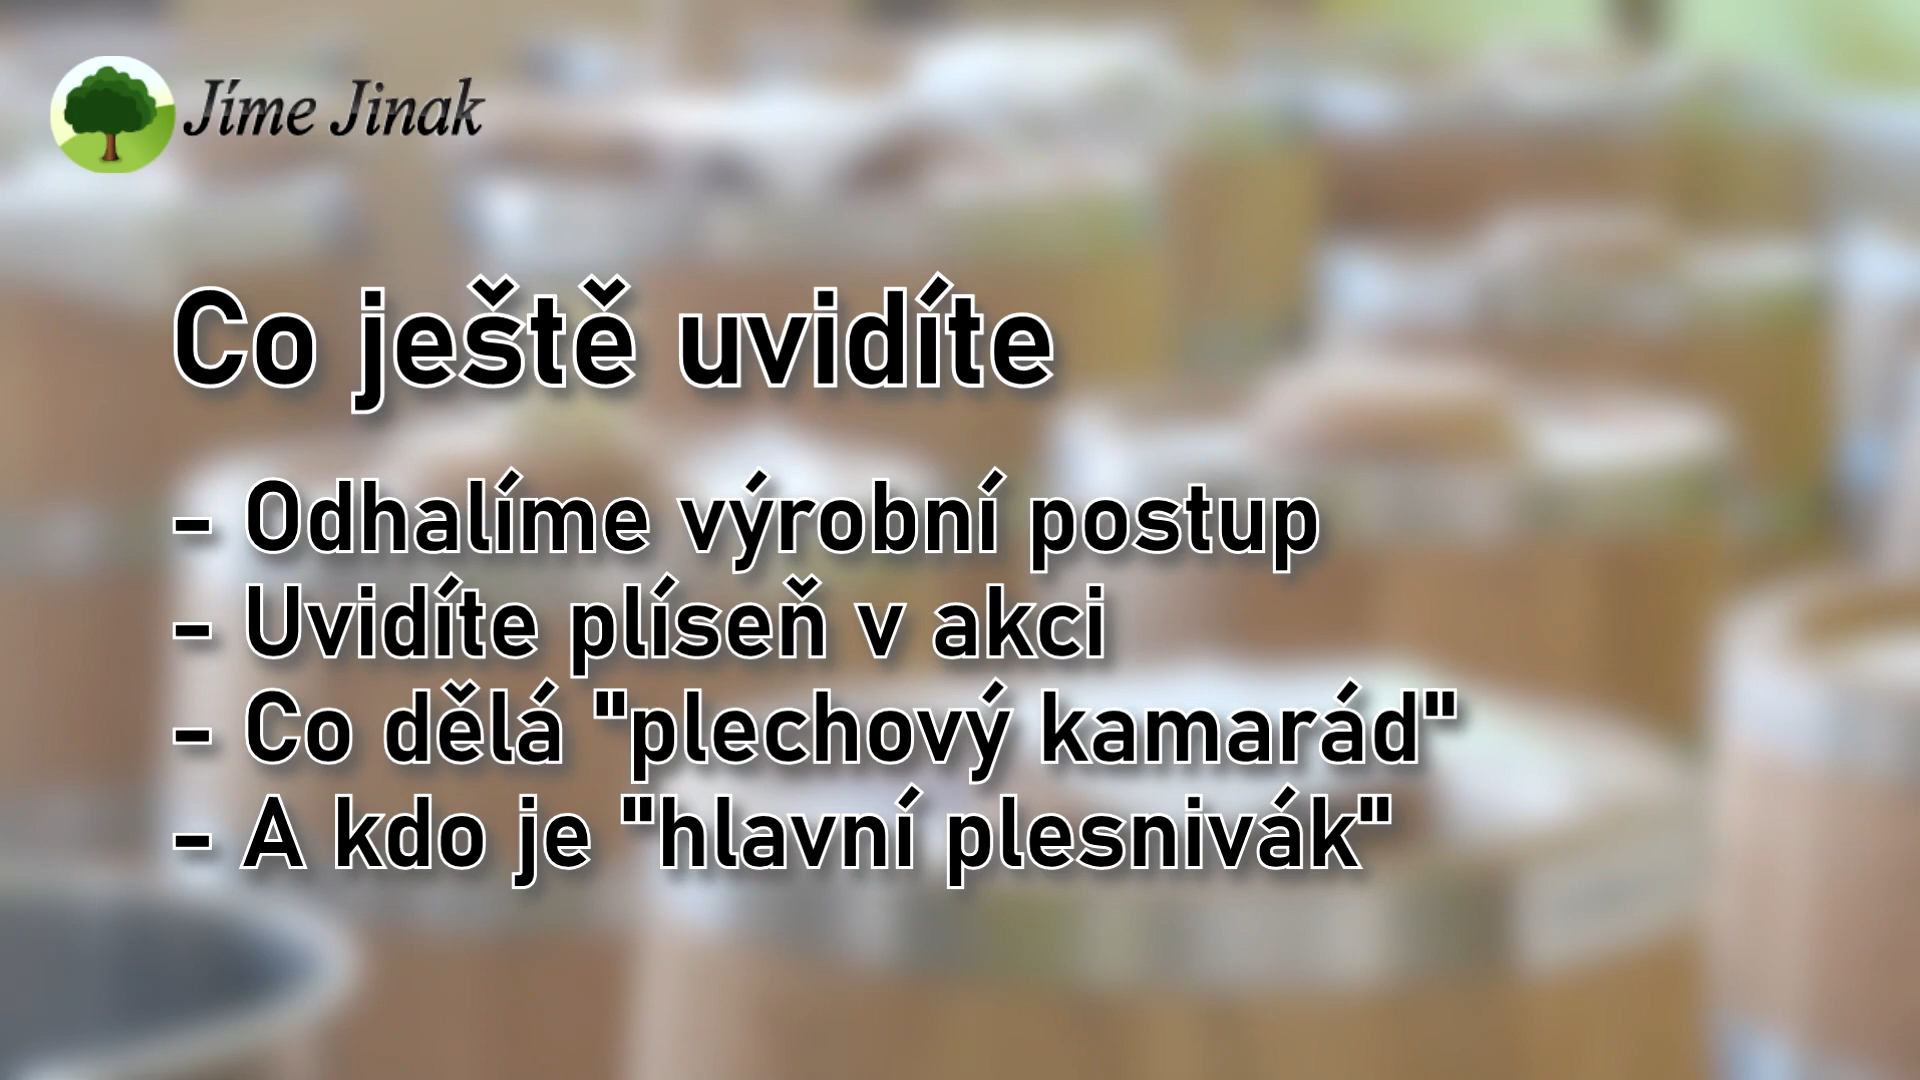 Jíme Jinak
Co ještě uvidíte
- Odhalíme výrobní postup
- Uvidíte plíseň v akci
- Co dělá "plechový kamarád"
- A kdo je "hlavní plesnivák"